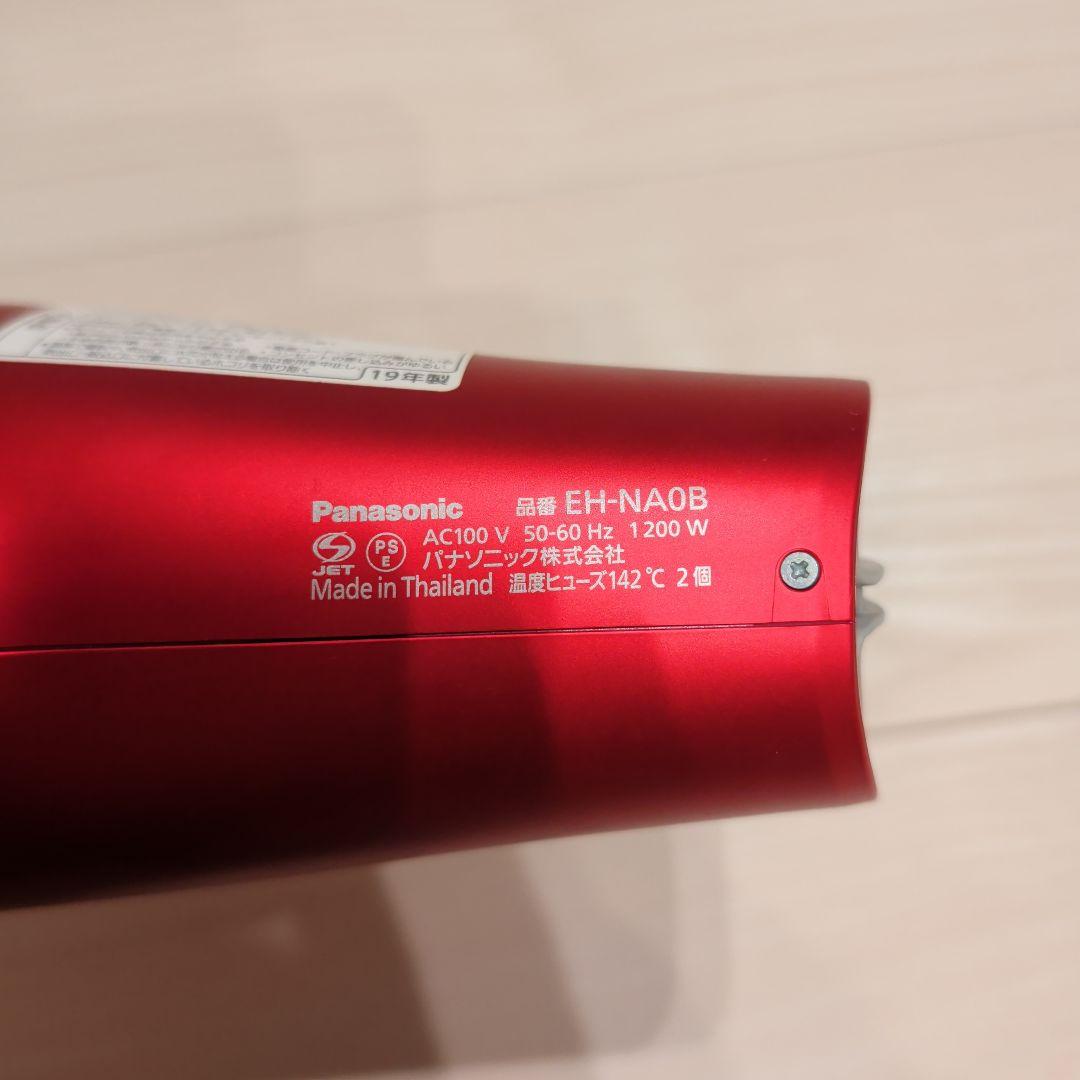 19年製
Panasonic 品番 EH-NA0B
AC100 V 50-60 Hz 1200 W
JET PS E パナソニック株式会社
Made in Thailand 温度ヒューズ142℃ 2個